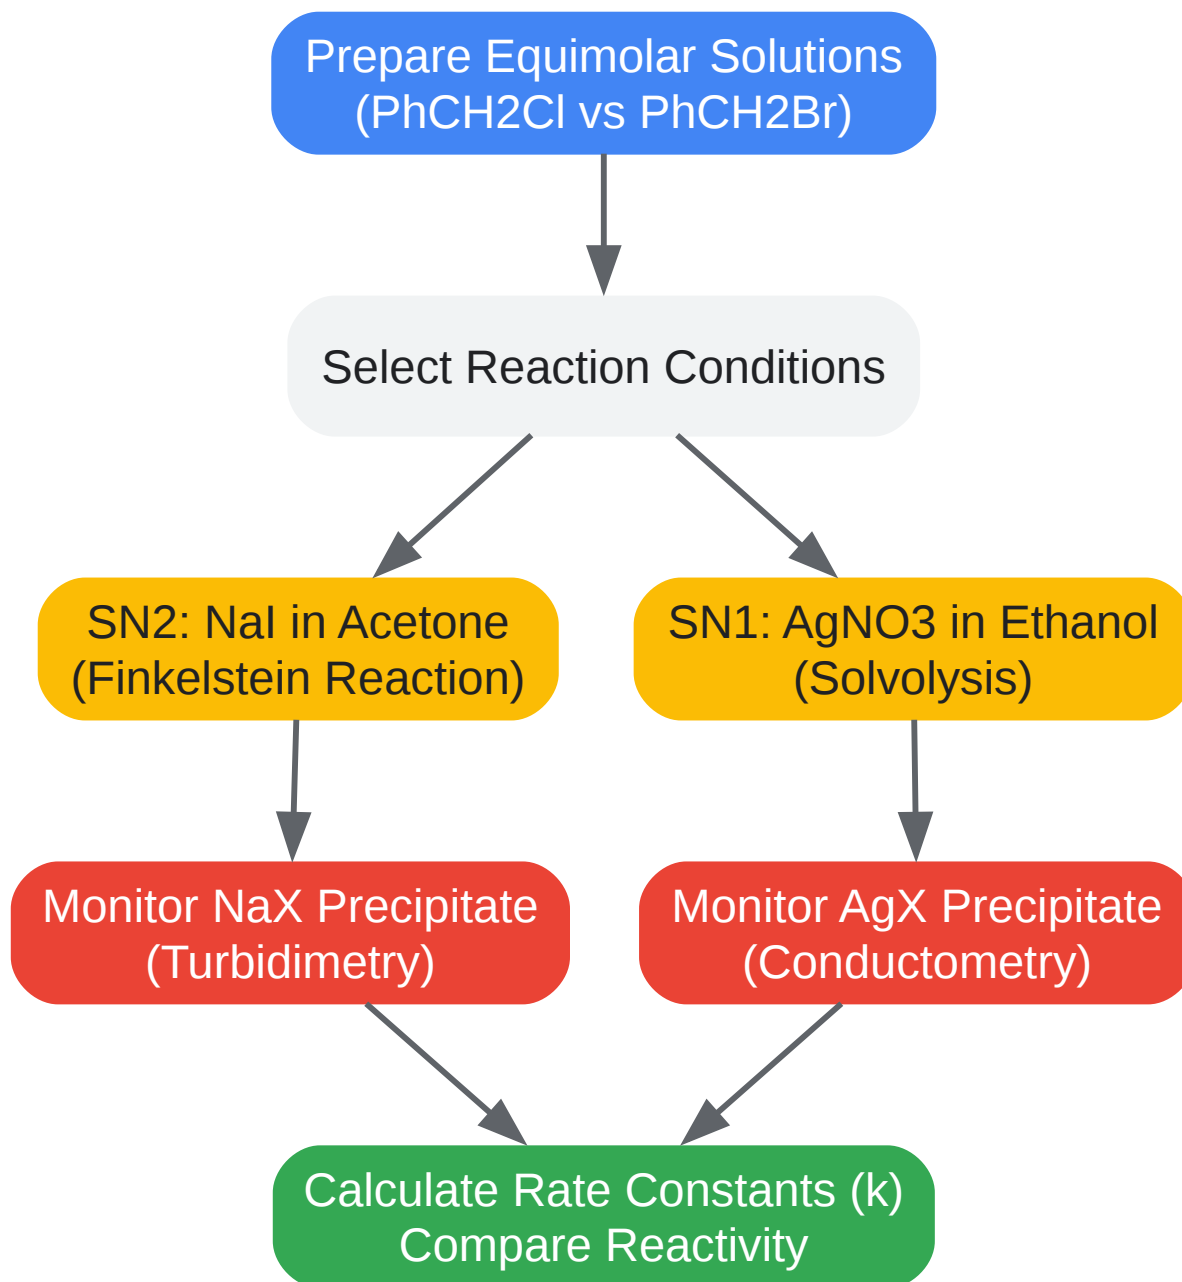 Prepare Equimolar Solutions
(PhCH2Cl vs PhCH2Br)
Select Reaction Conditions
SN2: NaI in Acetone
(Finkelstein Reaction)
SN1: AgNO3 in Ethanol
(Solvolysis)
Monitor NaX Precipitate
(Turbidimetry)
Monitor AgX Precipitate
(Conductometry)
Calculate Rate Constants (k)
Compare Reactivity